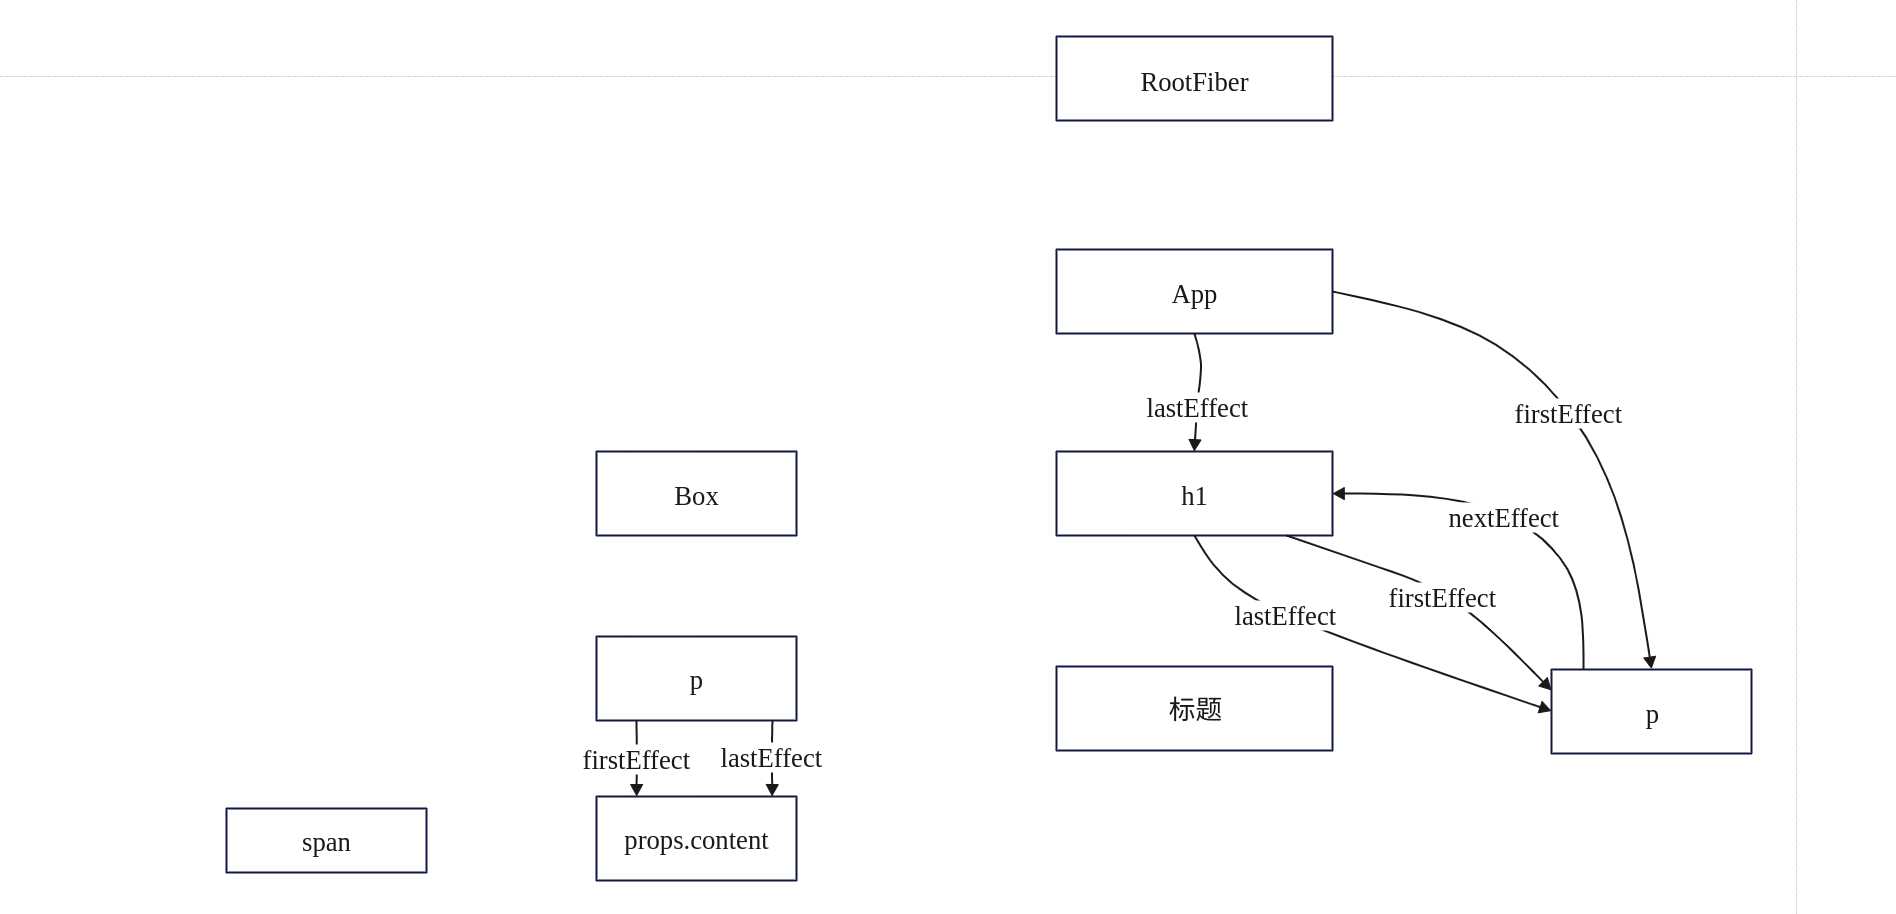 RootFiber
App
lastEffect
firstEffect
Box
h1
nextEffect
firstEffect
lastEffect
p
标题
p
firstEffect
lastEffect
span
props.content